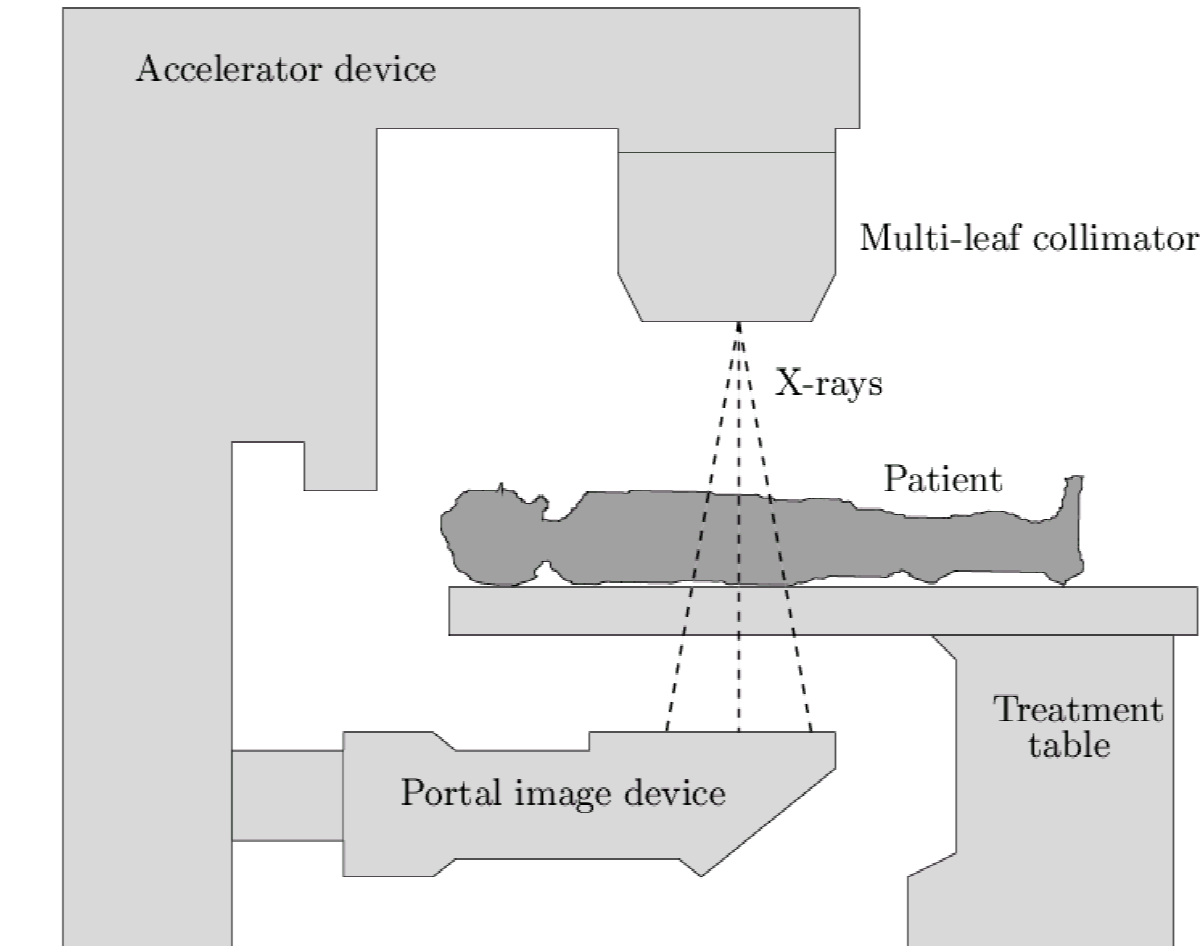 Accelerator device
Multi-leaf collimator
X-rays
Patient
Treatment
table
Portal image device